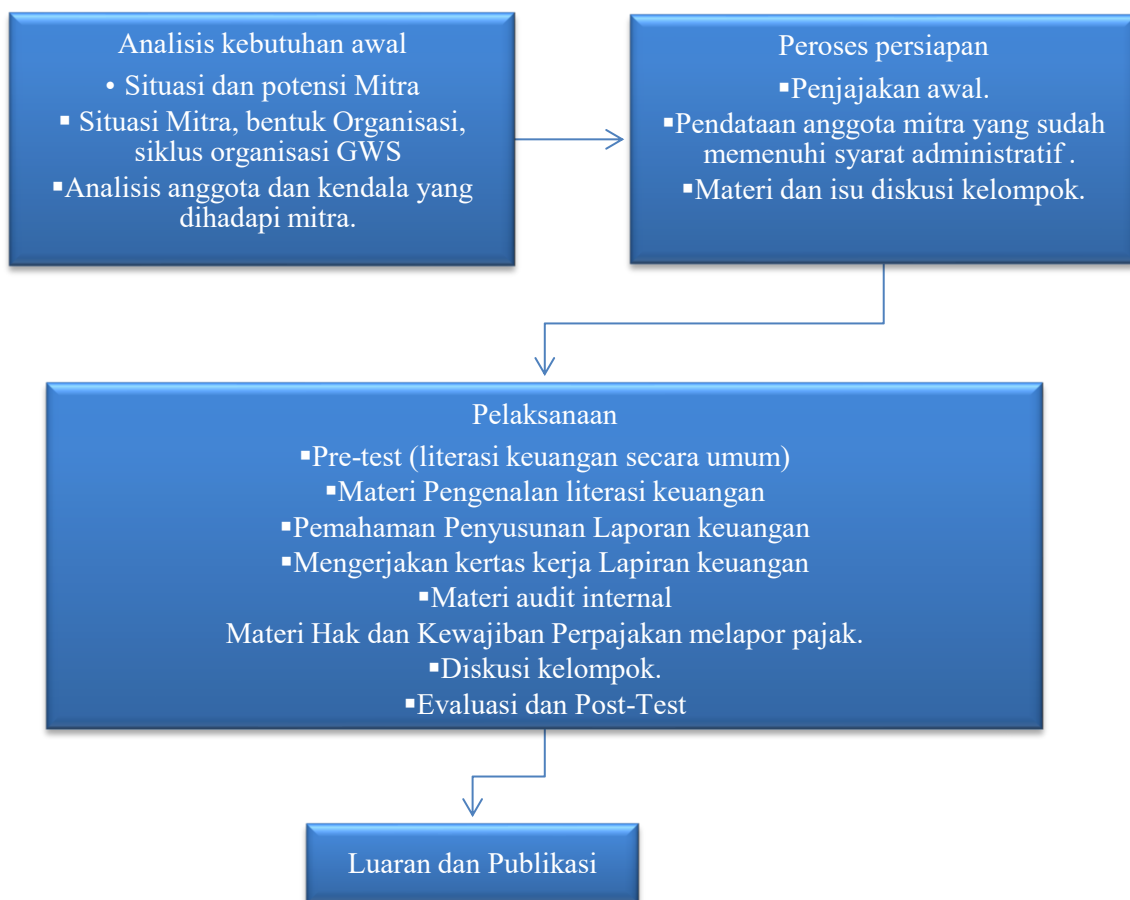 Analisis kebutuhan awal
• Situasi dan potensi Mitra
▪ Situasi Mitra, bentuk Organisasi,
siklus organisasi GWS
▪Analisis anggota dan kendala yang
dihadapi mitra.
Peroses persiapan
▪Penjajakan awal.
▪Pendataan anggota mitra yang sudah
memenuhi syarat administratif .
▪Materi dan isu diskusi kelompok.
Pelaksanaan
▪Pre-test (literasi keuangan secara umum)
▪Materi Pengenalan literasi keuangan
▪Pemahaman Penyusunan Laporan keuangan
▪Mengerjakan kertas kerja Lapiran keuangan
▪Materi audit internal
Materi Hak dan Kewajiban Perpajakan melapor pajak.
▪Diskusi kelompok.
▪Evaluasi dan Post-Test
Luaran dan Publikasi